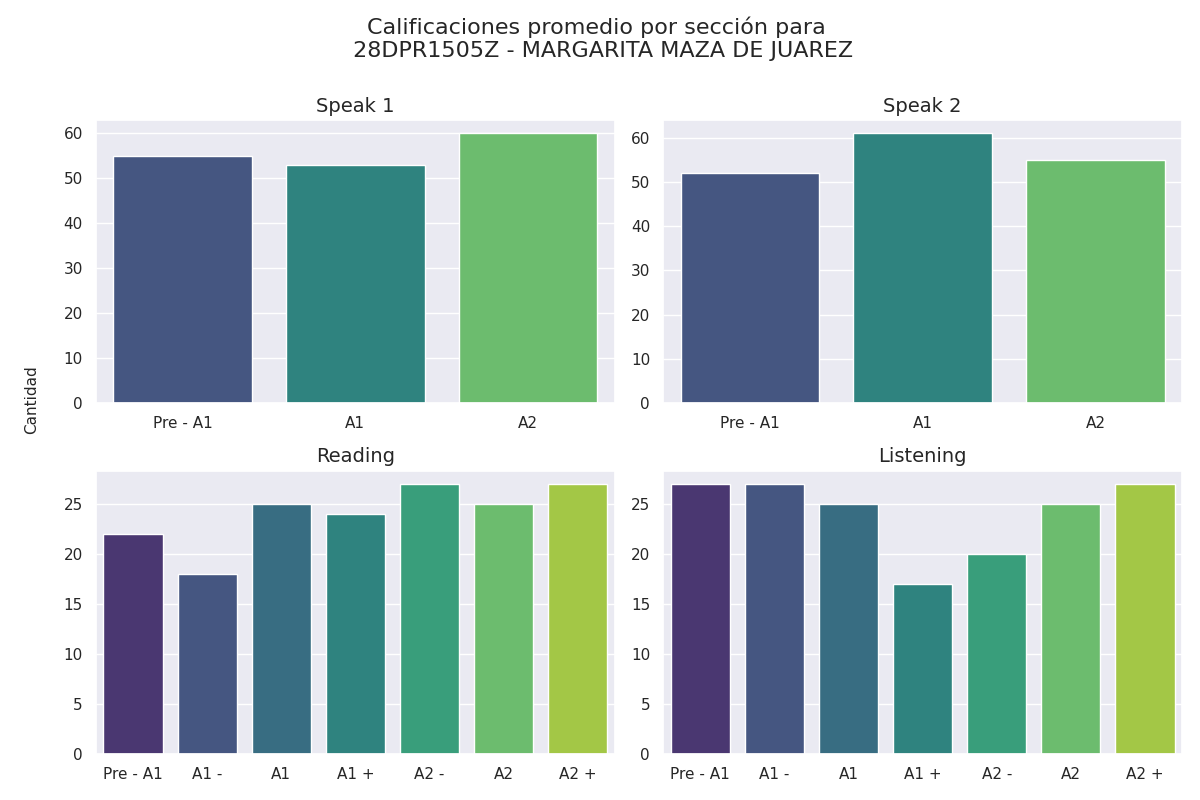 Calificaciones promedio por sección para
28DPR1505Z - MARGARITA MAZA DE JUAREZ
Cantidad
Speak 1
60
50
40
30
20
10
0
Pre - A1 A1 A2
Speak 2
60
50
40
30
20
10
0
Pre - A1 A1 A2
Reading
25
20
15
10
5
0
Pre - A1 A1 - A1 A1 + A2 - A2 A2 +
Listening
25
20
15
10
5
0
Pre - A1 A1 - A1 A1 + A2 - A2 A2 +